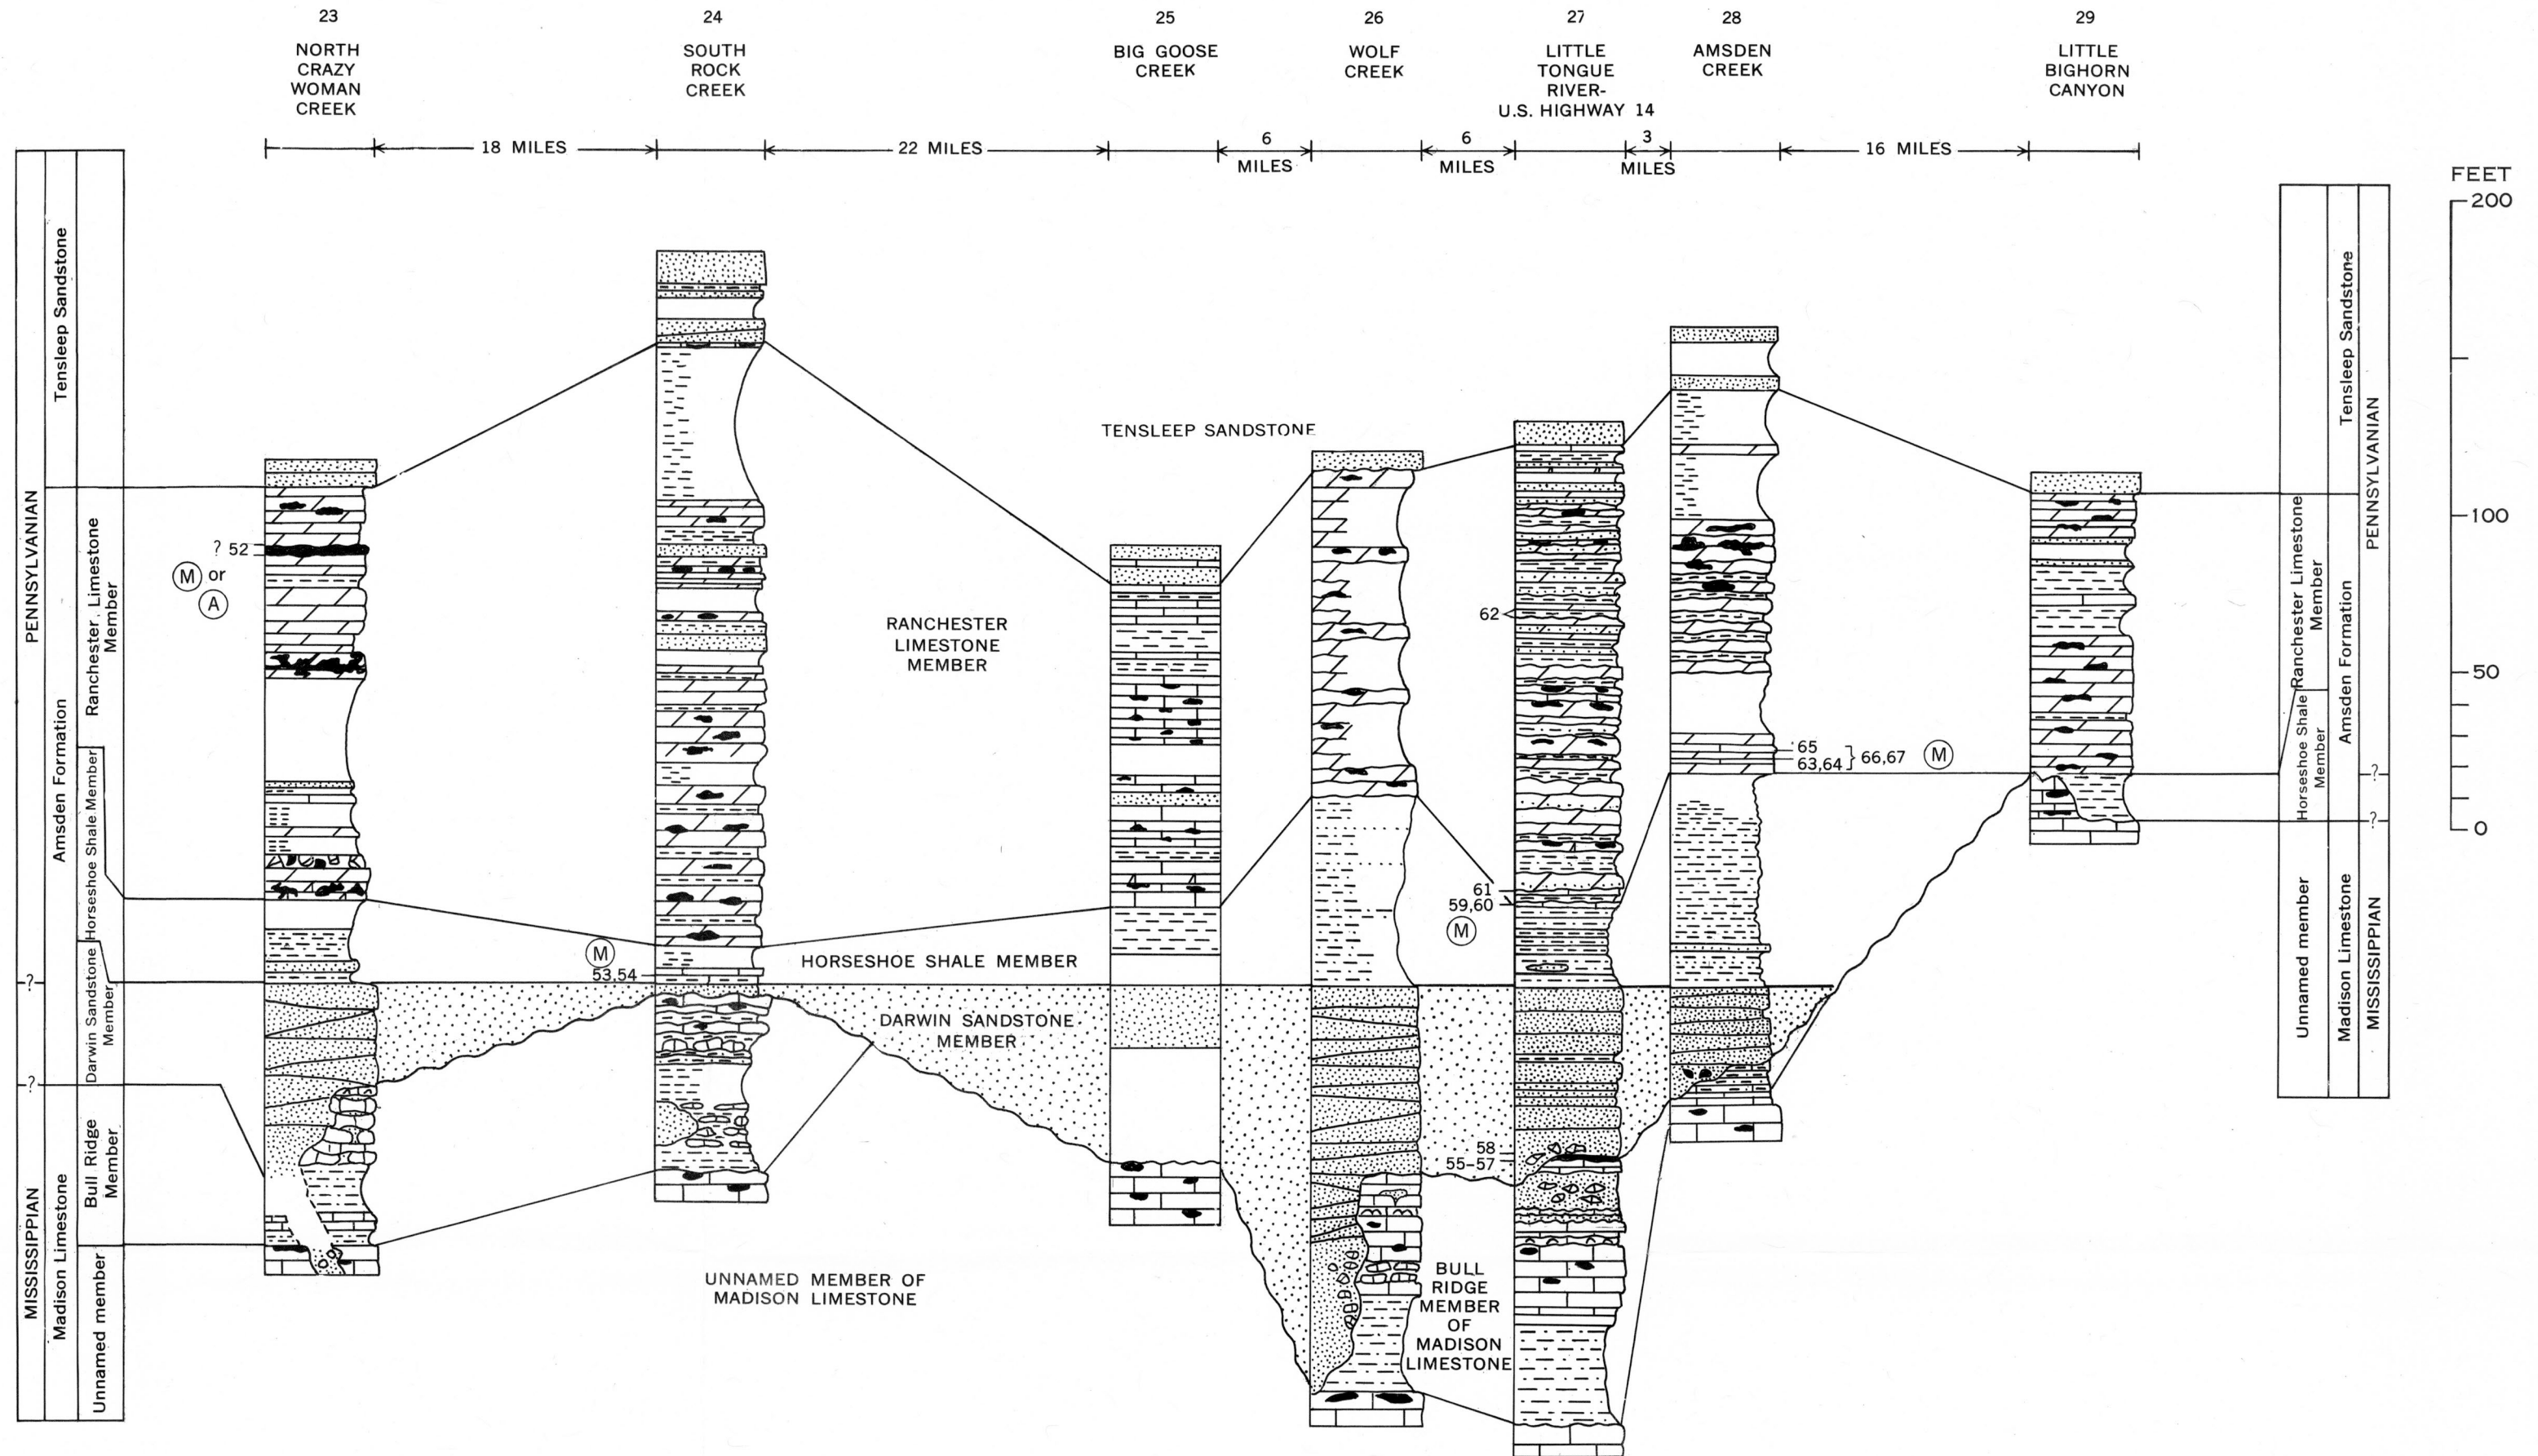 23
NORTH
CRAZY
WOMAN
CREEK
24
SOUTH
ROCK
CREEK
25
BIG GOOSE
CREEK
26
WOLF
CREEK
27
LITTLE
TONGUE
RIVER-
U.S. HIGHWAY 14
28
AMSDEN
CREEK
29
LITTLE
BIGHORN
CANYON
18 MILES
22 MILES
6
MILES
6
MILES
3
MILES
16 MILES
FEET
200
100
50
0
PENNSYLVANIAN
?
?
MISSISSIPPIAN
Tensleep Sandstone
Amsden Formation
Madison Limestone
Ranchester Limestone
Member
Horseshoe Shale Member
Darwin Sandstone
Member
Bull Ridge
Member
Unnamed member
? 52
M or
A
M
53,54
TENSLEEP SANDSTONE
RANCHESTER
LIMESTONE
MEMBER
HORSESHOE SHALE MEMBER
DARWIN SANDSTONE
MEMBER
UNNAMED MEMBER OF
MADISON LIMESTONE
62
61
59,60
M
58
55-57
BULL
RIDGE
MEMBER
OF
MADISON
LIMESTONE
65
63,64 } 66,67 M
Ranchester Limestone
Member
Horseshoe Shale
Member
Unnamed member
Tensleep Sandstone
Amsden Formation
Madison Limestone
PENNSYLVANIAN
?
?
MISSISSIPPIAN